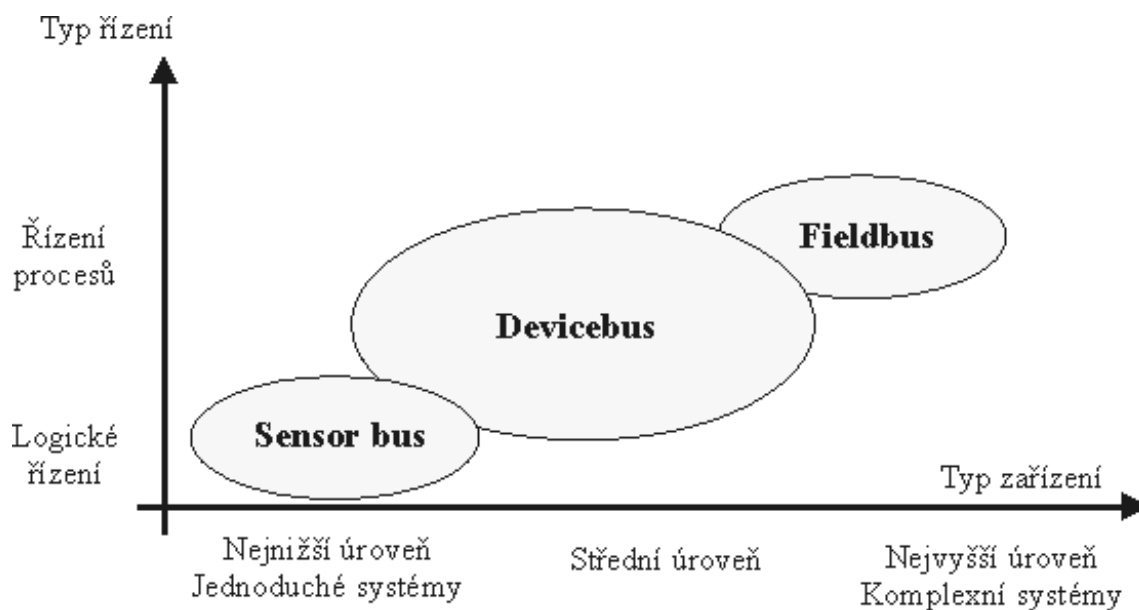 Typ řízení
Řízení
procesů
Fieldbus
Devicebus
Sensor bus
Logické
řízení
Typ zařízení
Nejnižší úroveň
Jednoduché systémy
Střední úroveň
Nejvyšší úroveň
Komplexní systémy